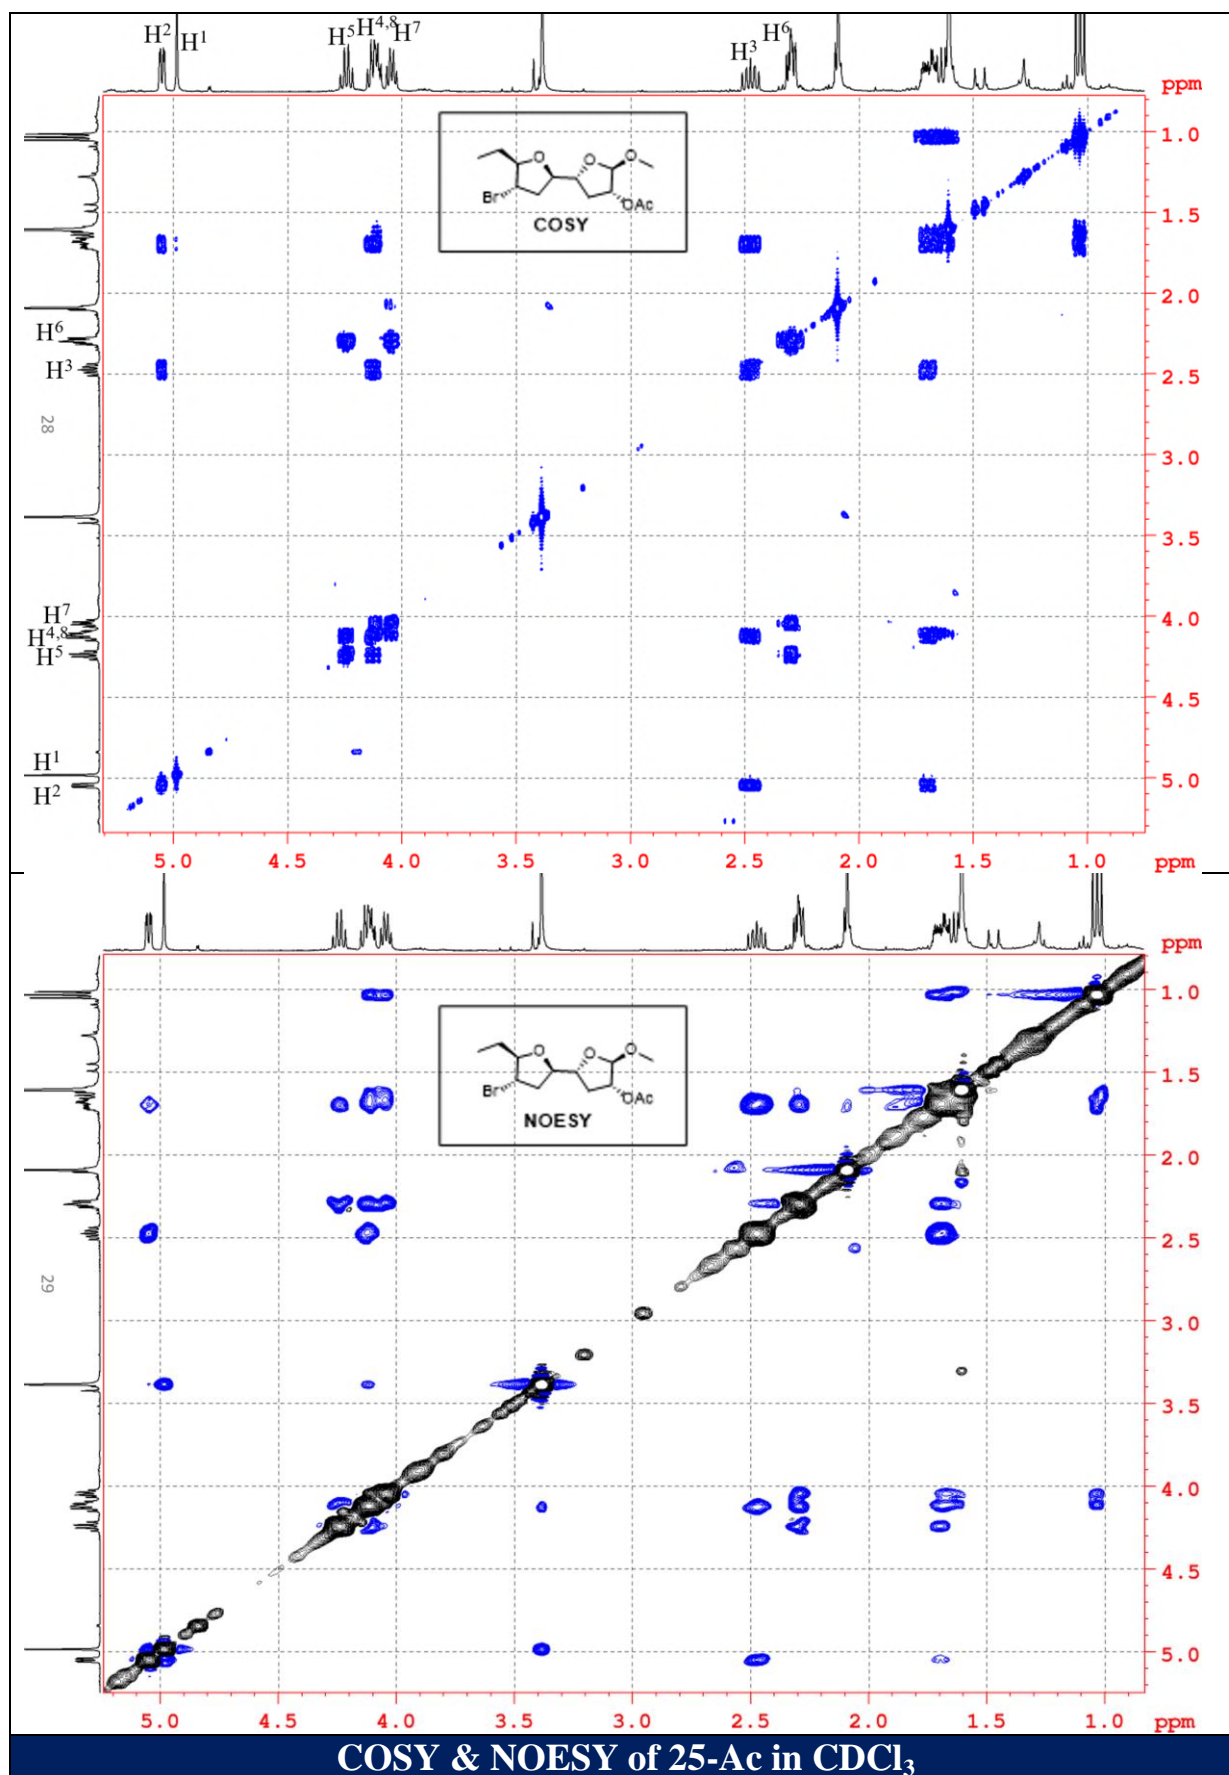 H² H¹ H⁵ H⁴,⁸ H⁷ H³ H⁶
ppm
1.0
1.5
2.0
2.5
3.0
3.5
4.0
4.5
5.0
H⁶
H³
28
H⁷
H⁴,⁸
H⁵
H¹
H²
O O O
Br OAc
COSY
5.0 4.5 4.0 3.5 3.0 2.5 2.0 1.5 1.0 ppm
ppm
1.0
1.5
2.0
2.5
3.0
3.5
4.0
4.5
5.0
29
O O O
Br OAc
NOESY
5.0 4.5 4.0 3.5 3.0 2.5 2.0 1.5 1.0 ppm
COSY & NOESY of 25-Ac in CDCl₃